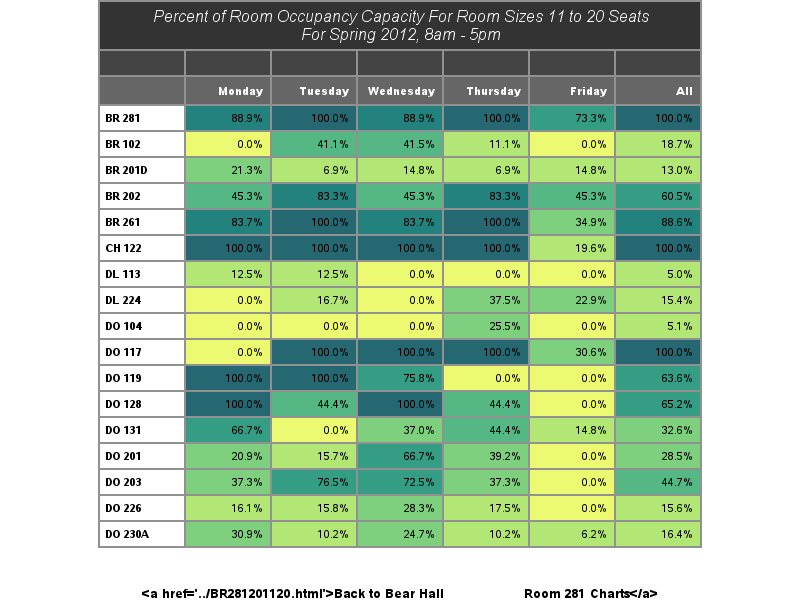 Percent of Room Occupancy Capacity For Room Sizes 11 to 20 Seats
For Spring 2012, 8am - 5pm
Monday Tuesday Wednesday Thursday Friday All
BR 281 88.9% 100.0% 88.9% 100.0% 73.3% 100.0%
BR 102 0.0% 41.1% 41.5% 11.1% 0.0% 18.7%
BR 201D 21.3% 6.9% 14.8% 6.9% 14.8% 13.0%
BR 202 45.3% 83.3% 45.3% 83.3% 45.3% 60.5%
BR 261 83.7% 100.0% 83.7% 100.0% 34.9% 88.6%
CH 122 100.0% 100.0% 100.0% 100.0% 19.6% 100.0%
DL 113 12.5% 12.5% 0.0% 0.0% 0.0% 5.0%
DL 224 0.0% 16.7% 0.0% 37.5% 22.9% 15.4%
DO 104 0.0% 0.0% 0.0% 25.5% 0.0% 5.1%
DO 117 0.0% 100.0% 100.0% 100.0% 30.6% 100.0%
DO 119 100.0% 100.0% 75.8% 0.0% 0.0% 63.6%
DO 128 100.0% 44.4% 100.0% 44.4% 0.0% 65.2%
DO 131 66.7% 0.0% 37.0% 44.4% 14.8% 32.6%
DO 201 20.9% 15.7% 66.7% 39.2% 0.0% 28.5%
DO 203 37.3% 76.5% 72.5% 37.3% 0.0% 44.7%
DO 226 16.1% 15.8% 28.3% 17.5% 0.0% 15.6%
DO 230A 30.9% 10.2% 24.7% 10.2% 6.2% 16.4%
<a href='../BR281201120.html'>Back to Bear Hall Room 281 Charts</a>